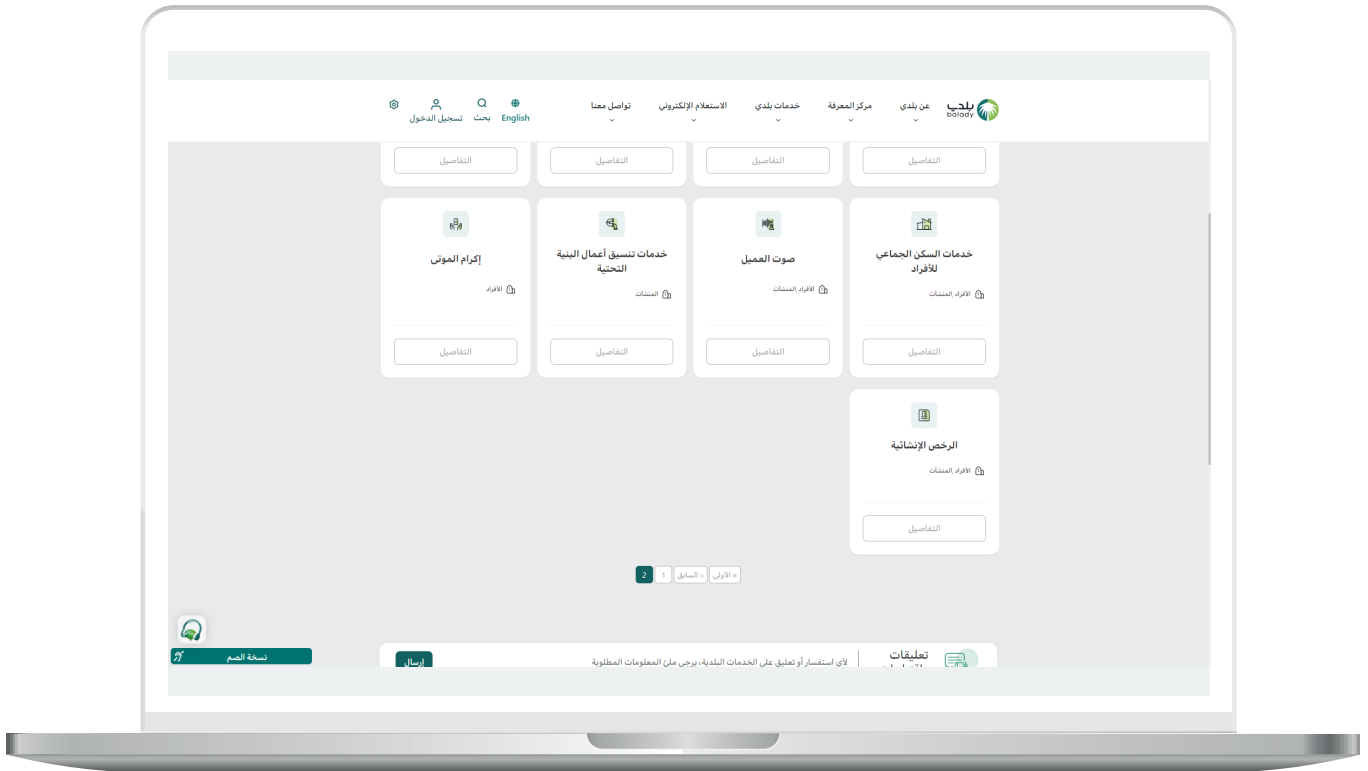 بلدي
balady
عن بلدي
مركز المعرفة
خدمات بلدي
الاستعلام الإلكتروني
تواصل معنا
English
بحث
تسجيل الدخول
التفاصيل
التفاصيل
التفاصيل
التفاصيل
خدمات السكن الجماعي
للأفراد
الأفراد ,المنشآت
التفاصيل
صوت العميل
الأفراد ,المنشآت
التفاصيل
خدمات تنسيق أعمال البنية
التحتية
المنشآت
التفاصيل
إكرام الموتى
الأفراد
التفاصيل
الرخص الإنشائية
الأفراد ,المنشآت
التفاصيل
« الأولى
‹‹ السابق
1
2
تعليقات
لأي استفسار أو تعليق على الخدمات البلدية، يرجى ملئ المعلومات المطلوبة
إرسال
نسخة الصم